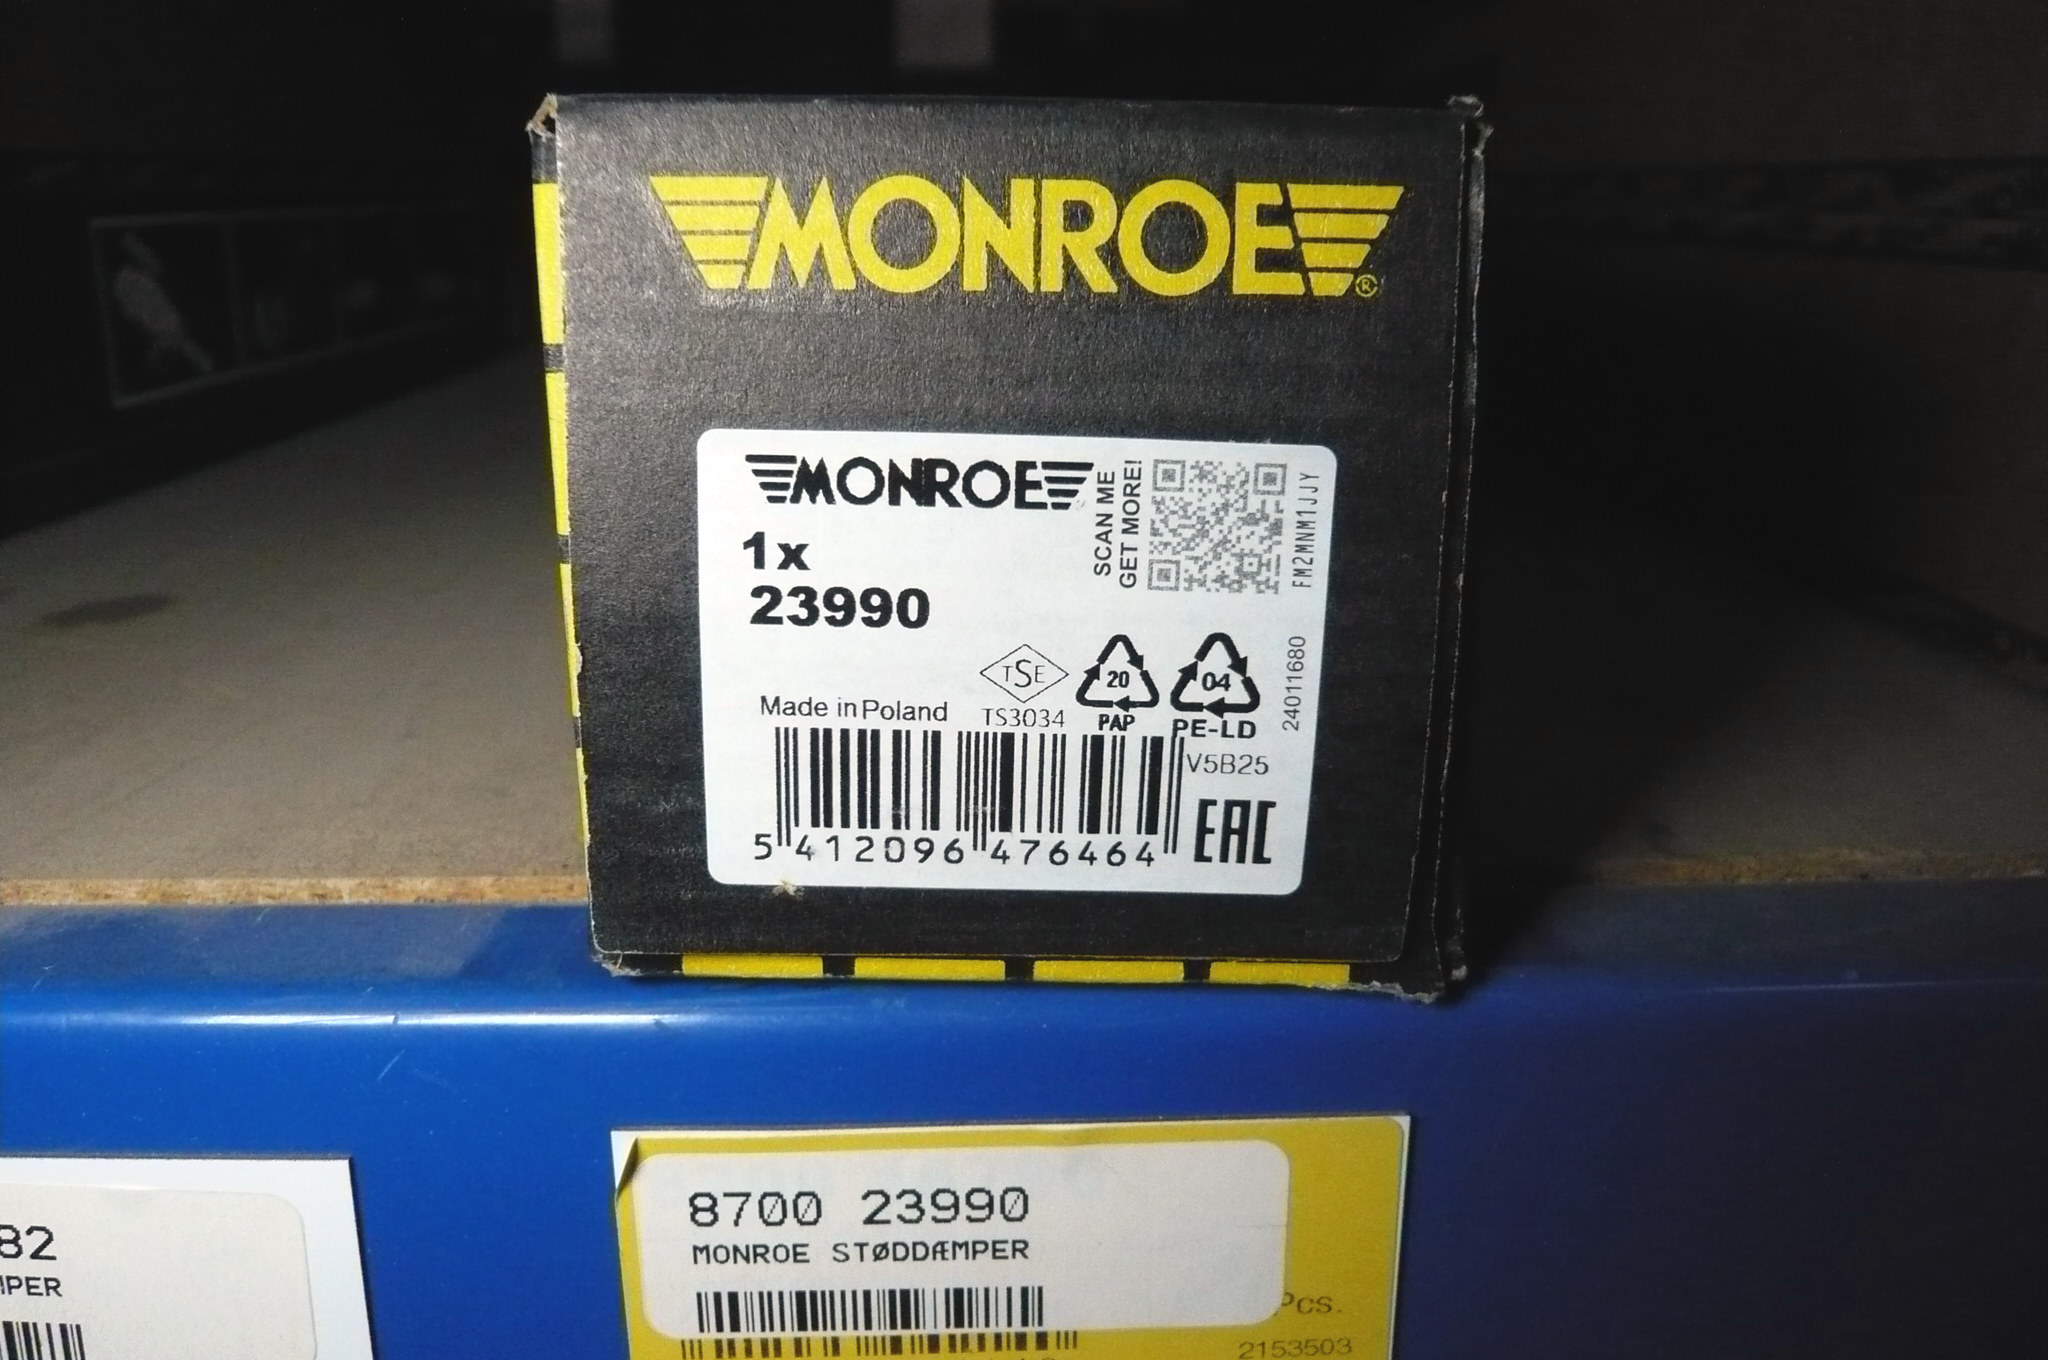 MONROE®
MONROE
SCAN ME
GET MORE!
FM2MNM1JJY
1x
23990
24011680
TSE
TS3034
20
PAP
04
PE-LD
Made in Poland
V5B25
5 412096 476464
EAC
8700 23990
MONROE STØDDÆMPER
Pcs.
2153503
82
MPER